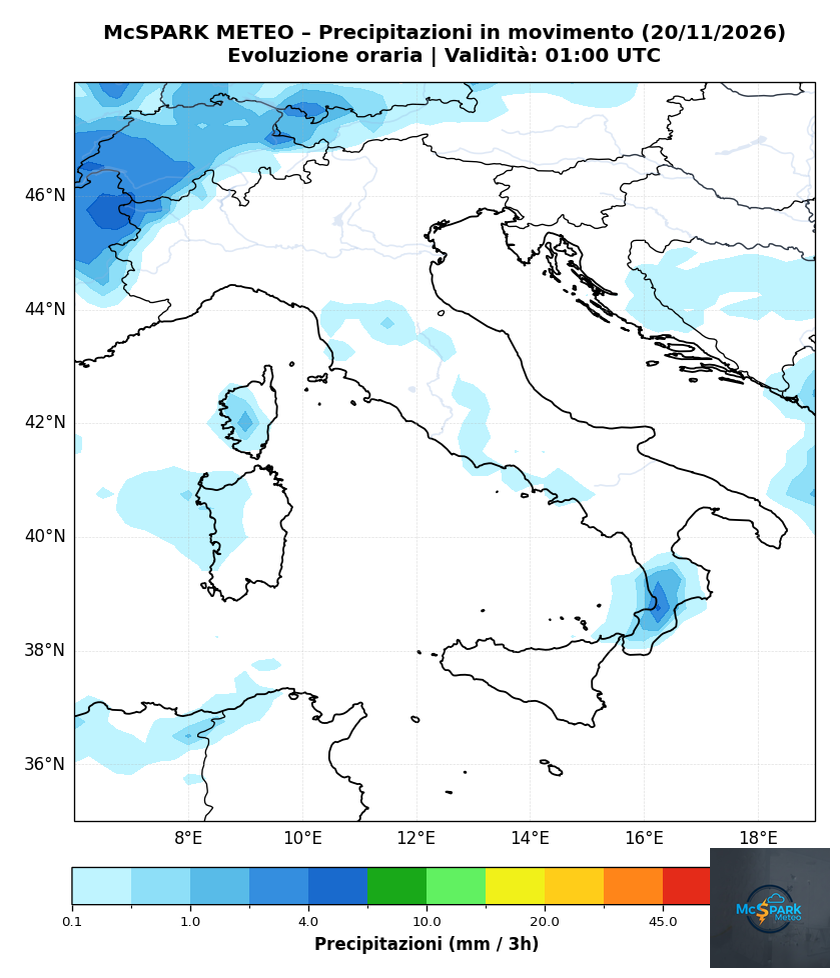 McSPARK METEO – Precipitazioni in movimento (20/11/2026)
Evoluzione oraria | Validità: 01:00 UTC
46°N
44°N
42°N
40°N
38°N
36°N
8°E 10°E 12°E 14°E 16°E 18°E
0.1 1.0 4.0 10.0 20.0 45.0
Precipitazioni (mm / 3h)
McSPARK
Meteo